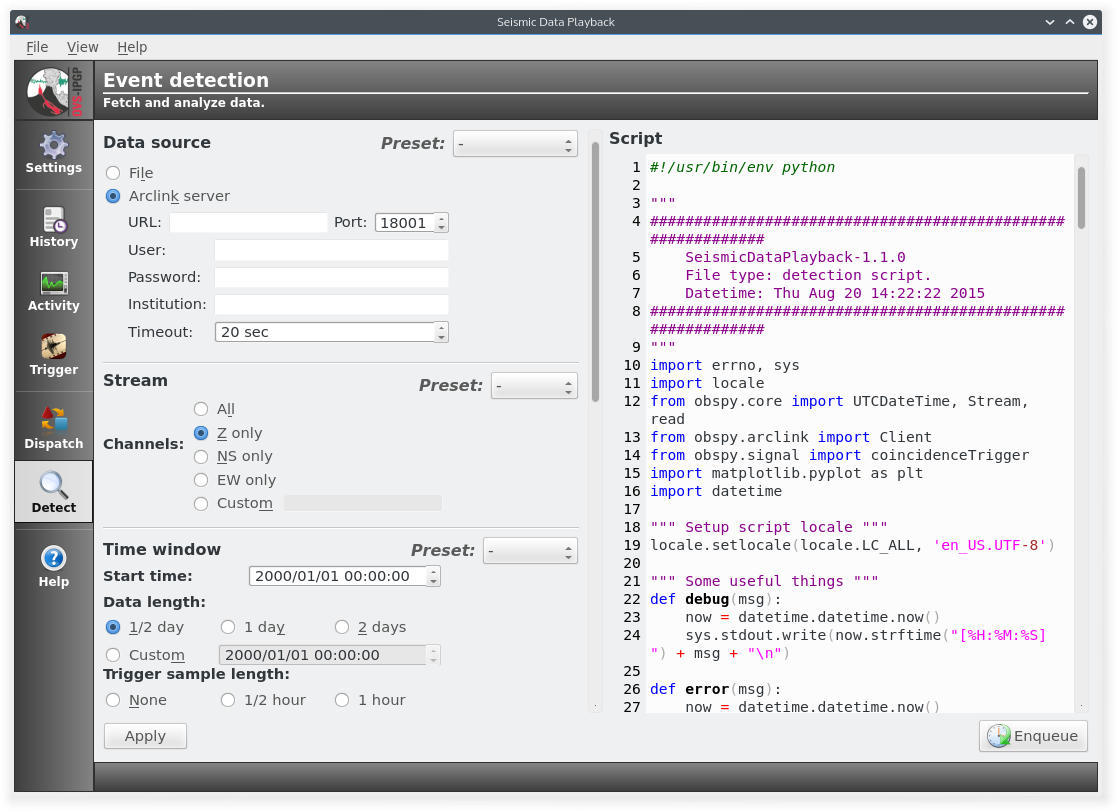 Seismic Data Playback
File View Help
OVS-IPGP
Event detection
Fetch and analyze data.
Settings
History
Activity
Trigger
Dispatch
Detect
Help
Data source Preset: -
File
Arclink server
URL: Port: 18001
User:
Password:
Institution:
Timeout: 20 sec
Stream Preset: -
Channels:
All
Z only
NS only
EW only
Custom
Time window Preset: -
Start time: 2000/01/01 00:00:00
Data length:
1/2 day 1 day 2 days
Custom 2000/01/01 00:00:00
Trigger sample length:
None 1/2 hour 1 hour
Apply
Script
1 #!/usr/bin/env python
2
3 """
4 ###############################################
#############
5 SeismicDataPlayback-1.1.0
6 File type: detection script.
7 Datetime: Thu Aug 20 14:22:22 2015
8 ###############################################
#############
9 """
10 import errno, sys
11 import locale
12 from obspy.core import UTCDateTime, Stream,
read
13 from obspy.arclink import Client
14 from obspy.signal import coincidenceTrigger
15 import matplotlib.pyplot as plt
16 import datetime
17
18 """ Setup script locale """
19 locale.setlocale(locale.LC_ALL, 'en_US.UTF-8')
20
21 """ Some useful things """
22 def debug(msg):
23 now = datetime.datetime.now()
24 sys.stdout.write(now.strftime("[%H:%M:%S]
") + msg + "\n")
25
26 def error(msg):
27 now = datetime.datetime.now()
Enqueue